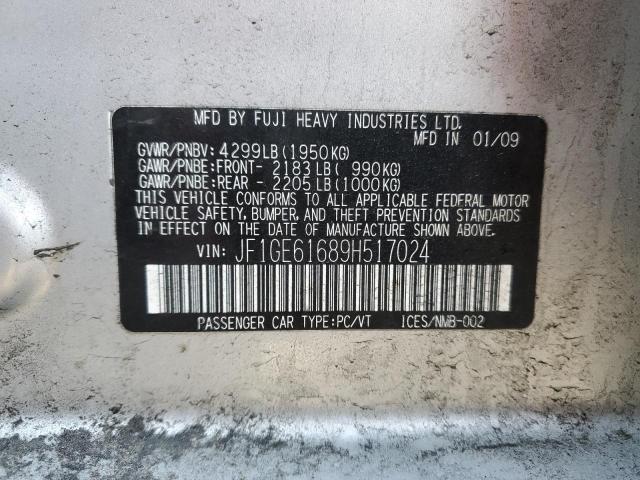 MFD BY FUJI HEAVY INDUSTRIES LTD.
MFD IN 01/09
GVWR/PNBV: 4299LB(1950KG)
GAWR/PNBE:FRONT- 2183LB( 990KG)
GAWR/PNBE:REAR - 2205LB(1000KG)
THIS VEHICLE CONFORMS TO ALL APPLICABLE FEDRAL MOTOR
VEHICLE SAFETY, BUMPER, AND THEFT PREVENTION STANDARDS
IN EFFECT ON THE DATE OF MANUFACTURE SHOWN ABOVE.
VIN: JF1GE61689H517024
PASSENGER CAR TYPE:PC/VT ICES/NMB-002